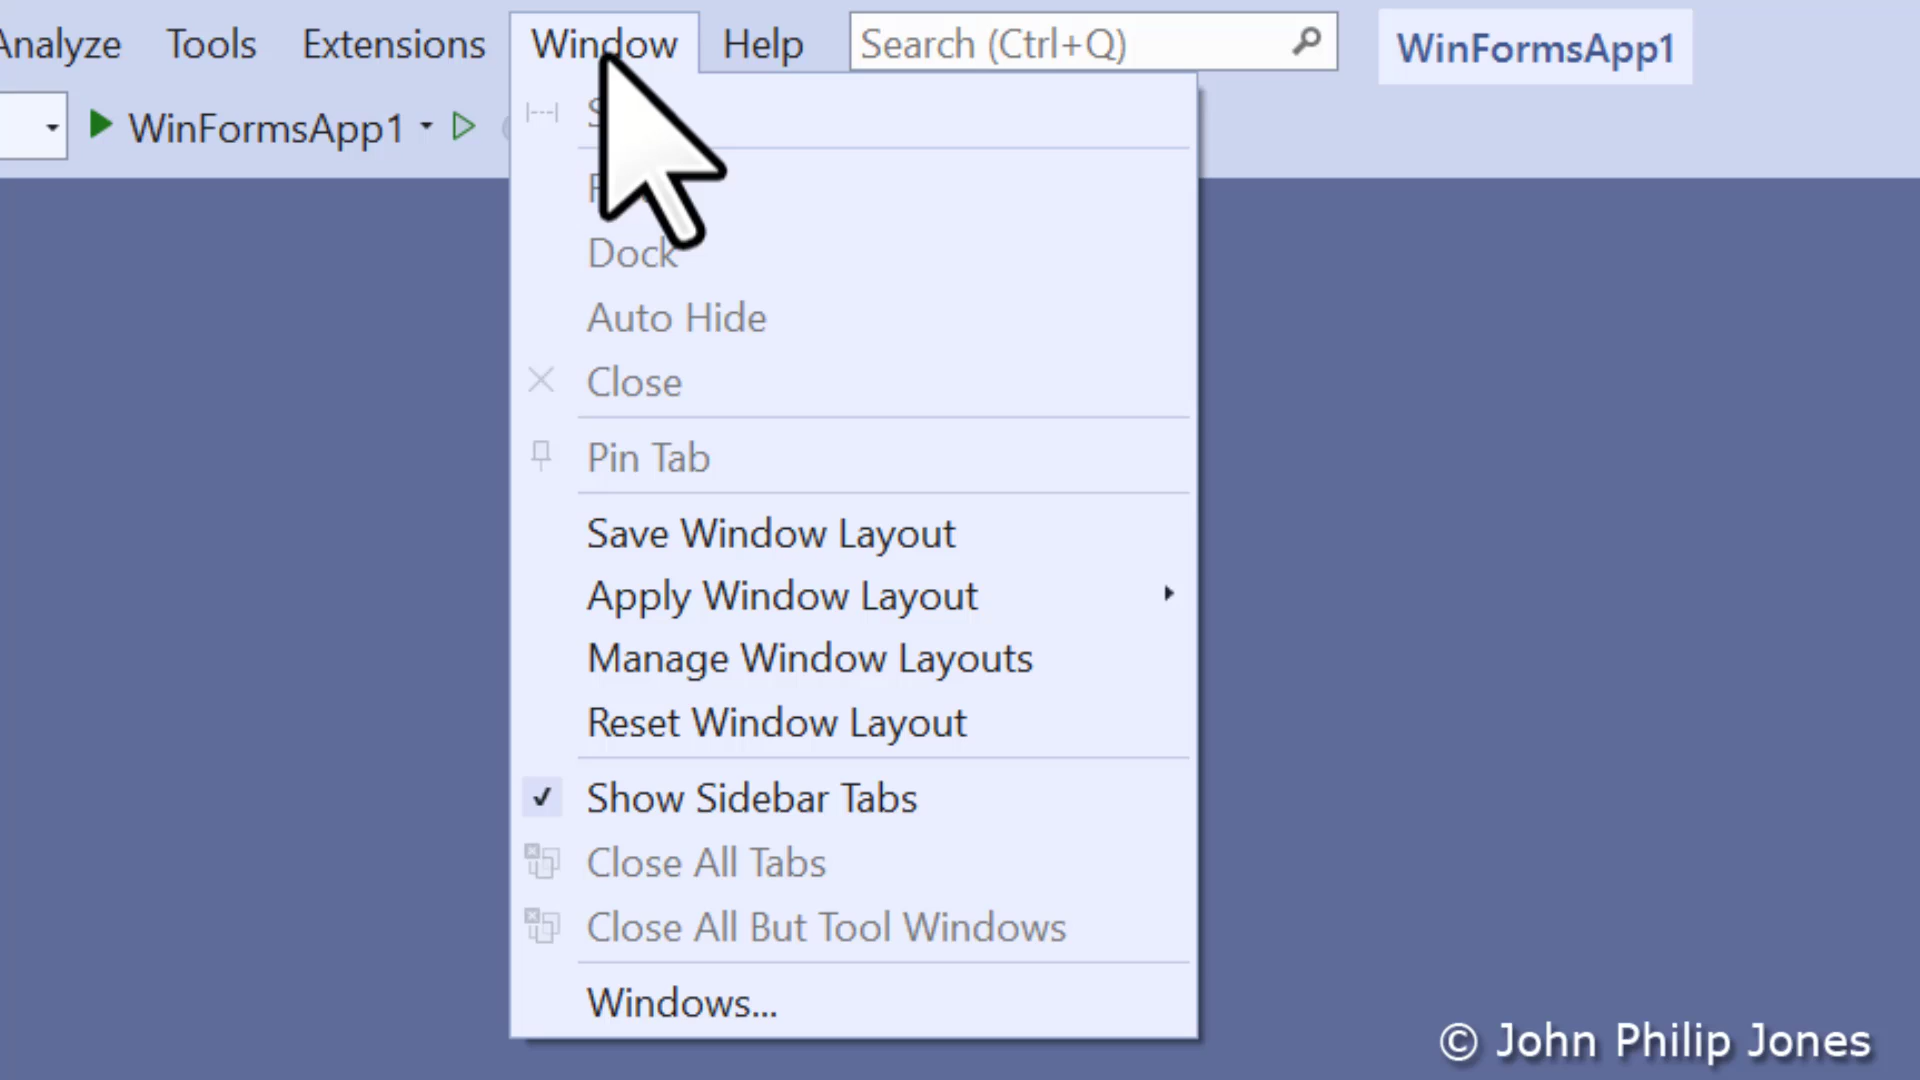 Analyze Tools Extensions Window Help Search (Ctrl+Q) WinFormsApp1
WinFormsApp1
Dock
Auto Hide
Close
Pin Tab
Save Window Layout
Apply Window Layout
Manage Window Layouts
Reset Window Layout
Show Sidebar Tabs
Close All Tabs
Close All But Tool Windows
Windows...
© John Philip Jones